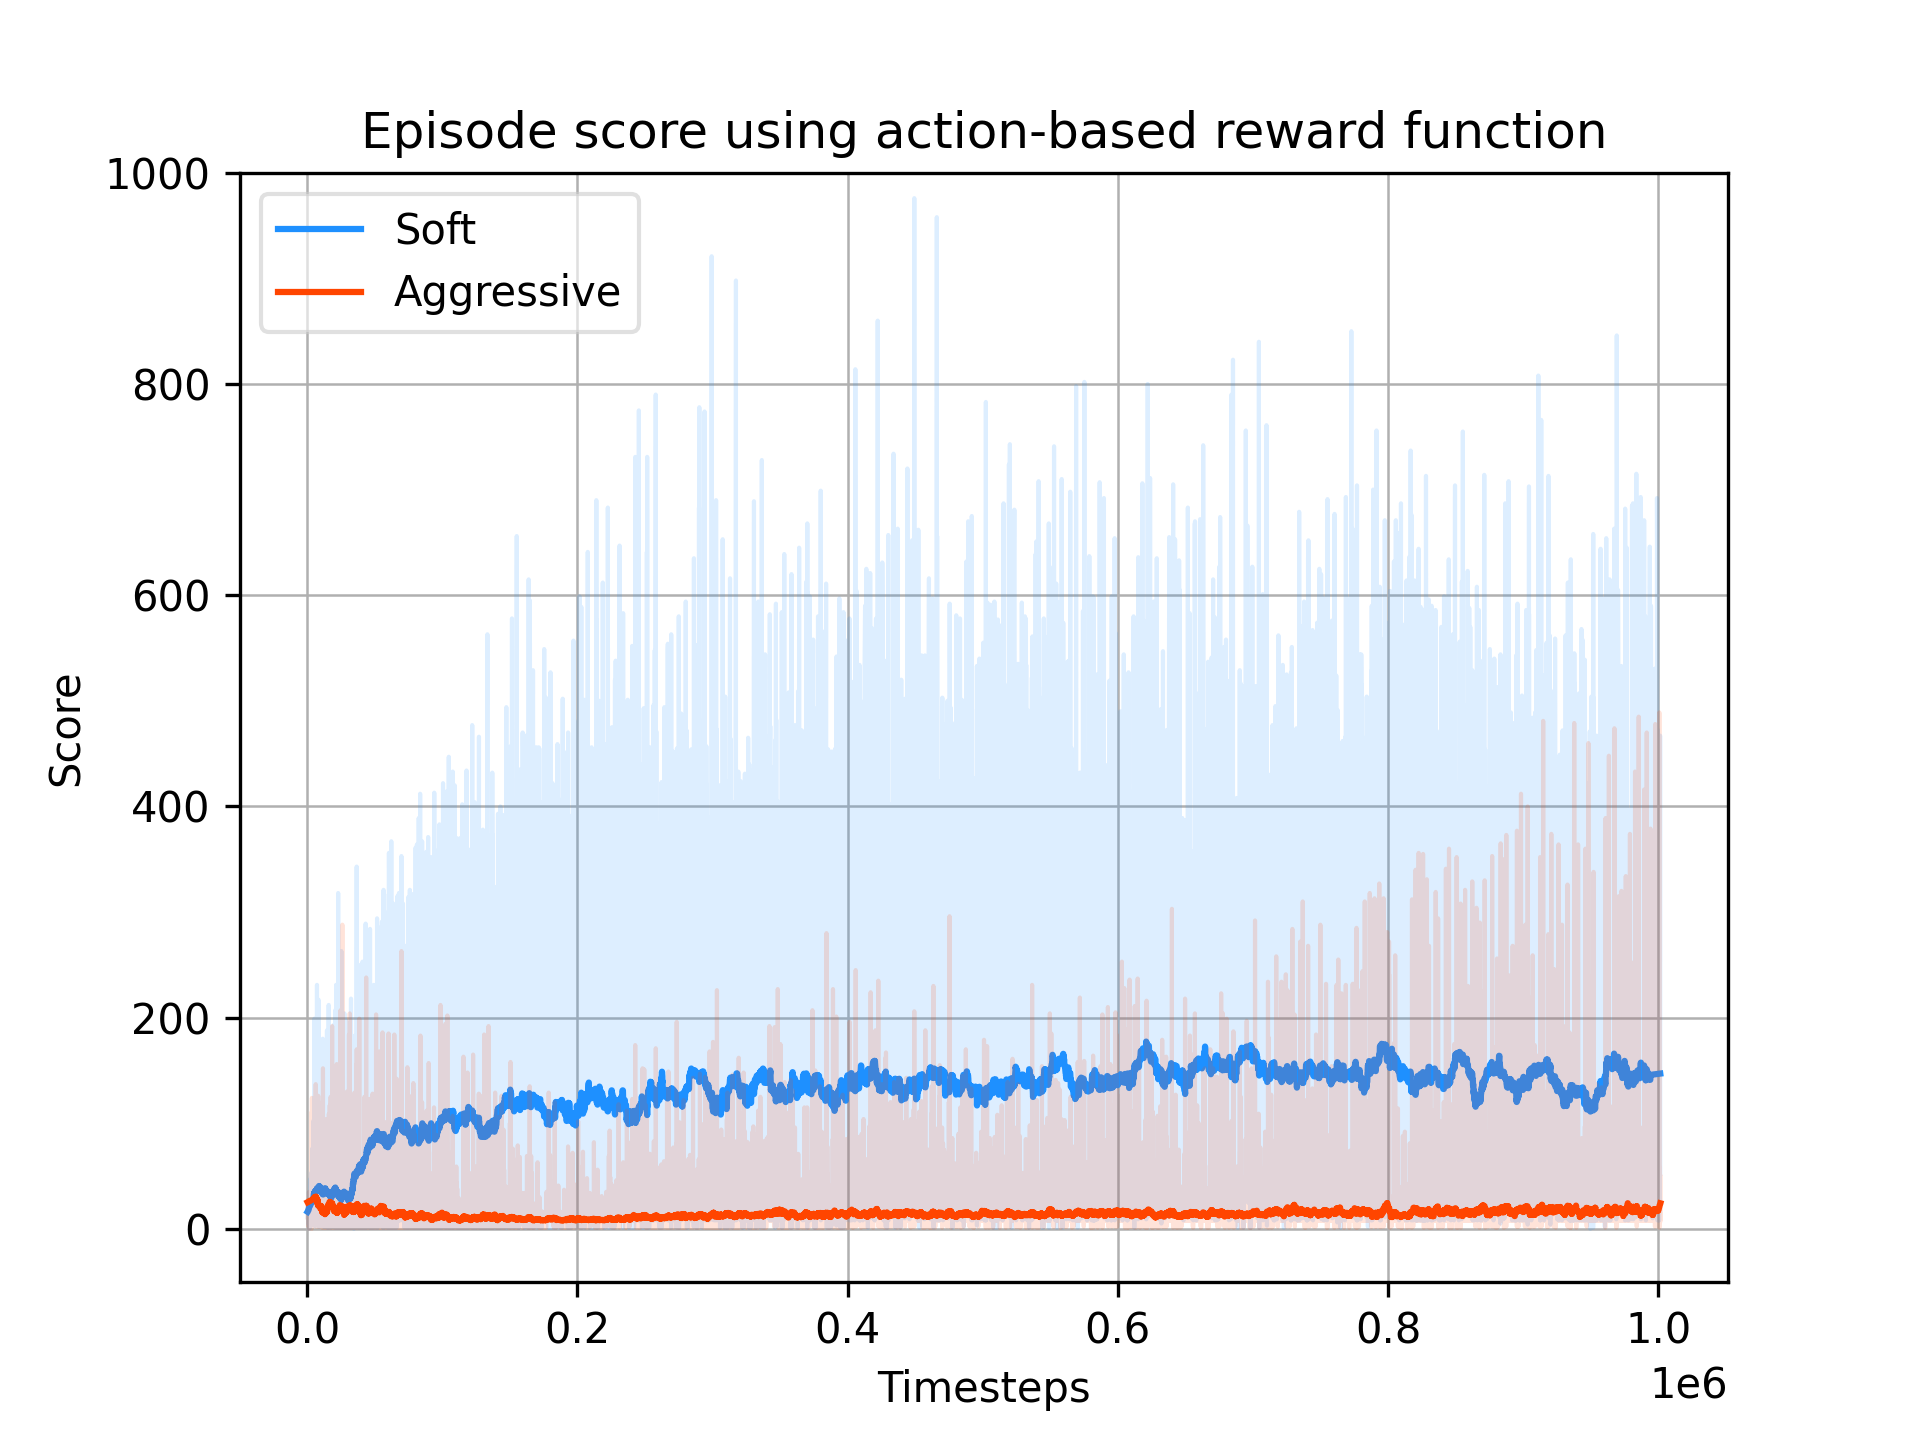 Episode score using action-based reward function
1000
800
600
400
200
0
Score
Soft
Aggressive
0.0 0.2 0.4 0.6 0.8 1.0
1e6
Timesteps